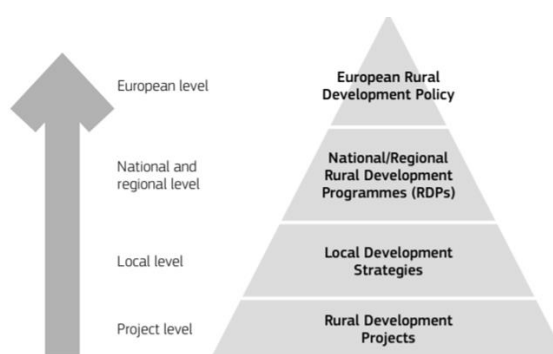 European level
European Rural
Development Policy
National and
regional level
National/Regional
Rural Development
Programmes (RDPs)
Local level
Local Development
Strategies
Project level
Rural Development
Projects